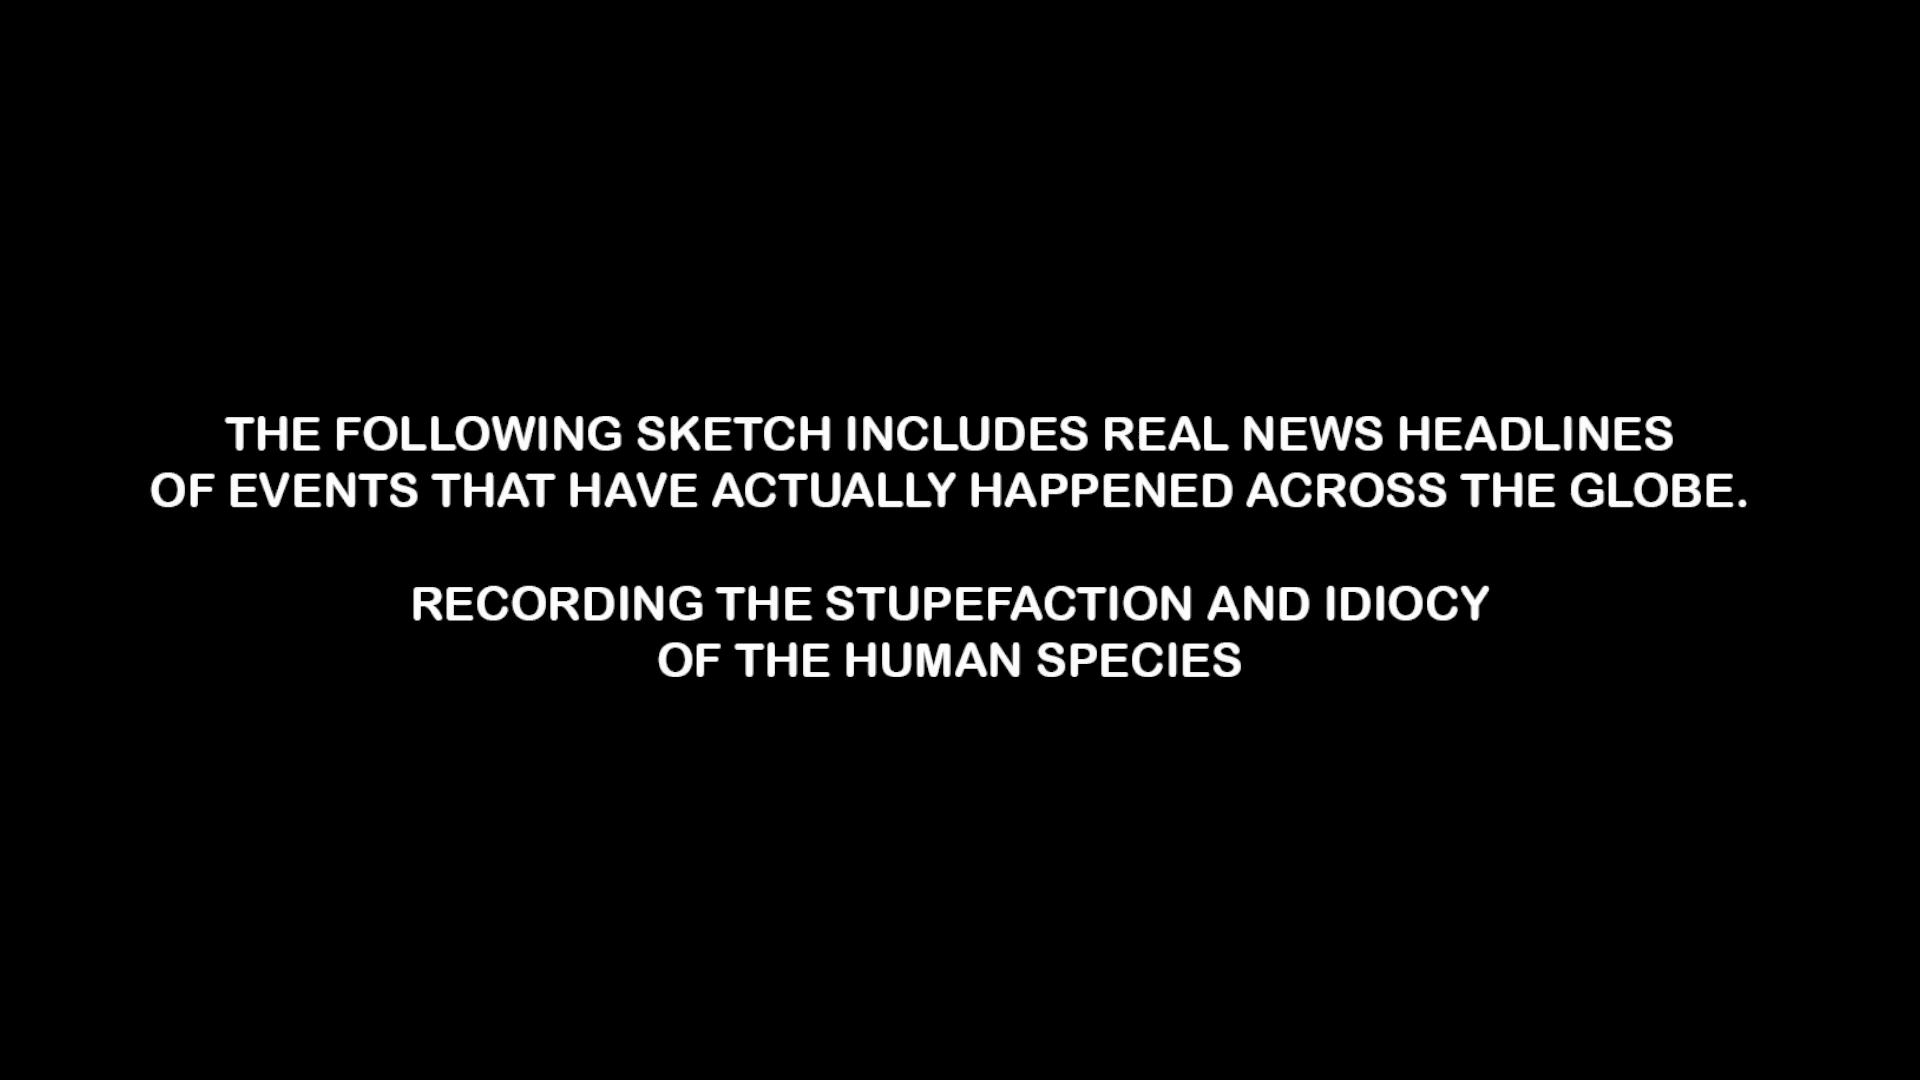 THE FOLLOWING SKETCH INCLUDES REAL NEWS HEADLINES
OF EVENTS THAT HAVE ACTUALLY HAPPENED ACROSS THE GLOBE.
RECORDING THE STUPEFACTION AND IDIOCY
OF THE HUMAN SPECIES